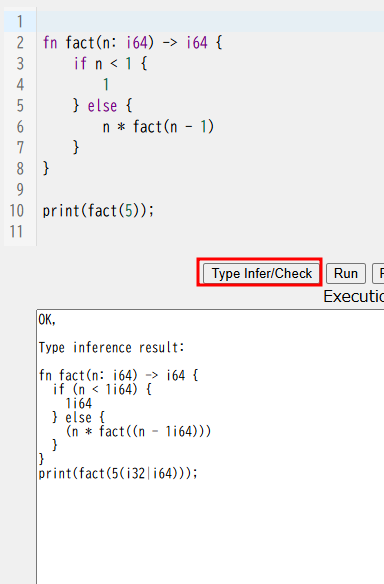 1
2 fn fact(n: i64) -> i64 {
3     if n < 1 {
4         1
5     } else {
6         n * fact(n - 1)
7     }
8 }
9
10 print(fact(5));
11
Type Infer/Check Run
Executio
OK,
Type inference result:
fn fact(n: i64) -> i64 {
  if (n < 1i64) {
    1i64
  } else {
    (n * fact((n - 1i64)))
  }
}
print(fact(5(i32|i64)));